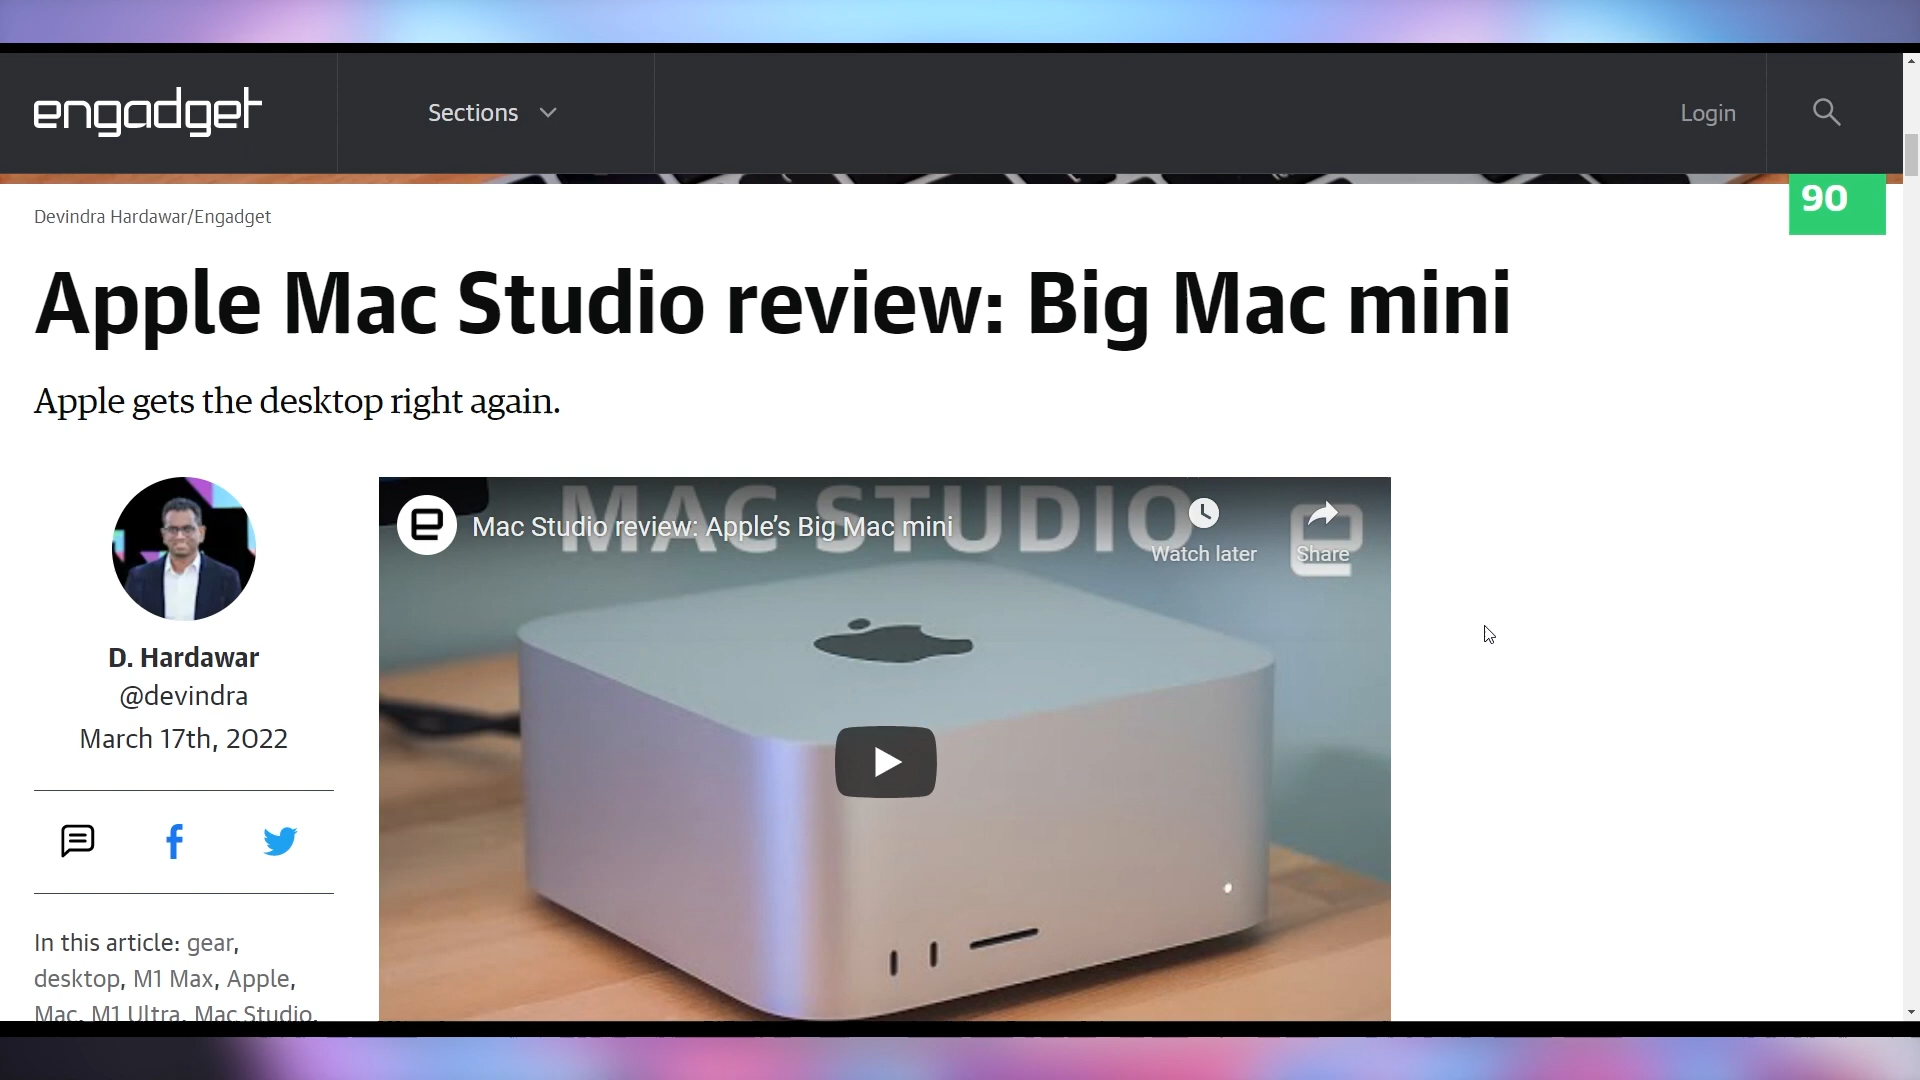 engadget
Sections
Login
Devindra Hardawar/Engadget
90
Apple Mac Studio review: Big Mac mini
Apple gets the desktop right again.
MAC STUDIO
Mac Studio review: Apple's Big Mac mini
Watch later
Share
D. Hardawar
@devindra
March 17th, 2022
In this article: gear,
desktop, M1 Max, Apple,
Mac, M1 Ultra, Mac Studio,